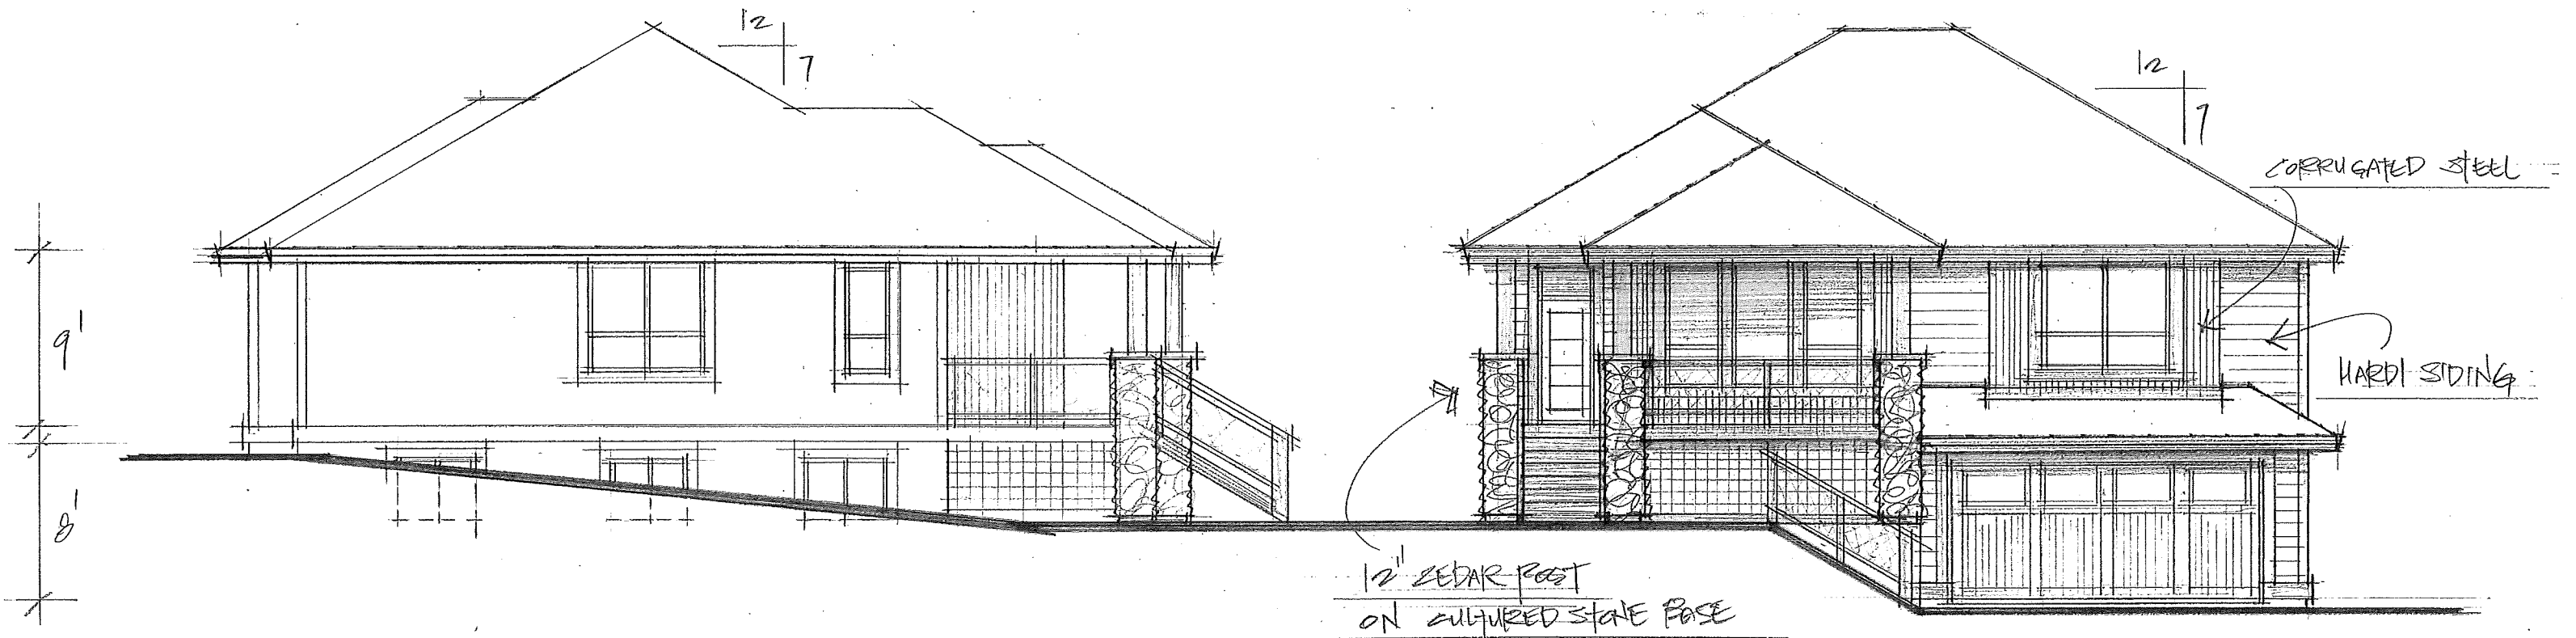 12
7
12
7
CORRUGATED STEEL
HARDI SIDING
9'
8'
12" CEDAR POST
ON CULTURED STONE BASE